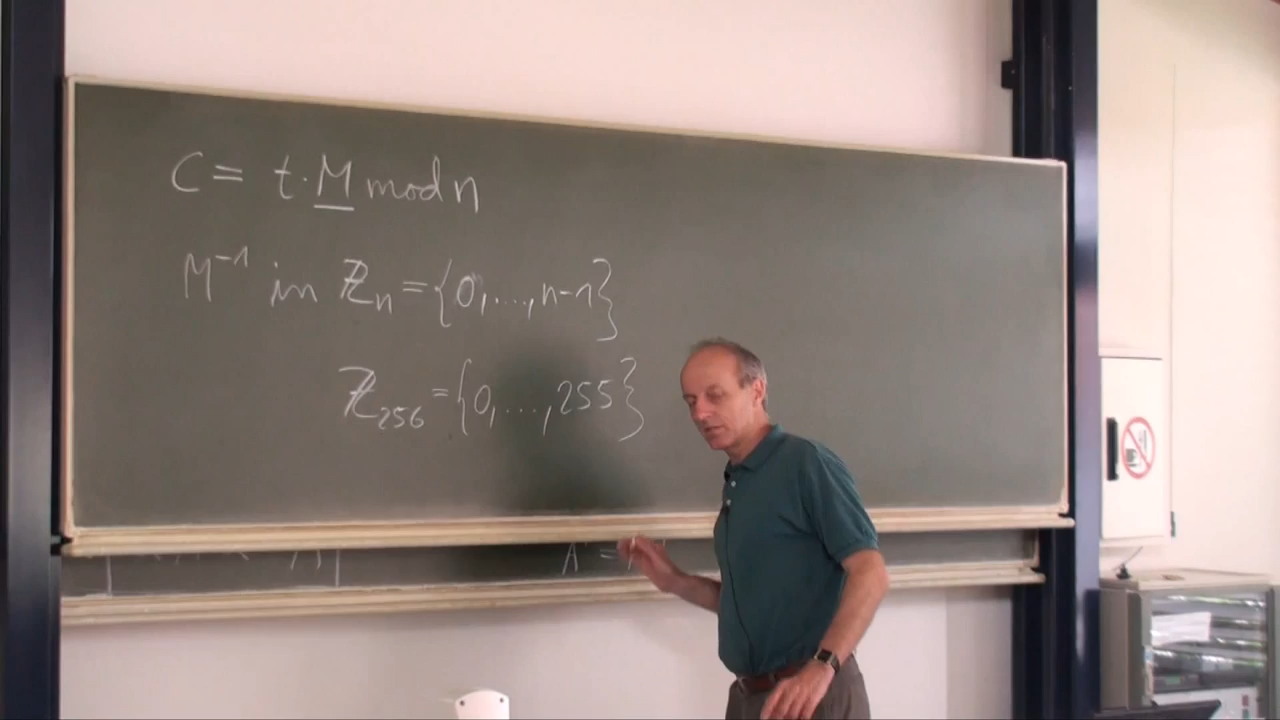 C = t · M mod n
M⁻¹ in ℤₙ = {0, ..., n-1}
ℤ₂₅₆ = {0, ..., 255}
A =